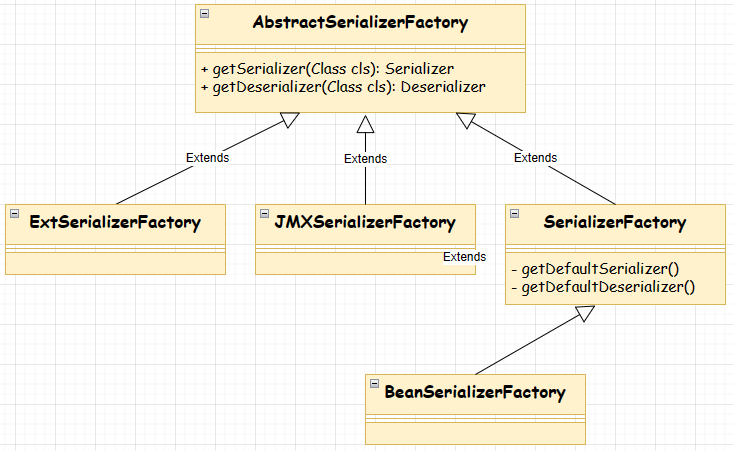 AbstractSerializerFactory
+ getSerializer(Class cls): Serializer
+ getDeserializer(Class cls): Deserializer
Extends
Extends
Extends
ExtSerializerFactory
JMXSerializerFactory
SerializerFactory
Extends
- getDefaultSerializer()
- getDefaultDeserializer()
BeanSerializerFactory